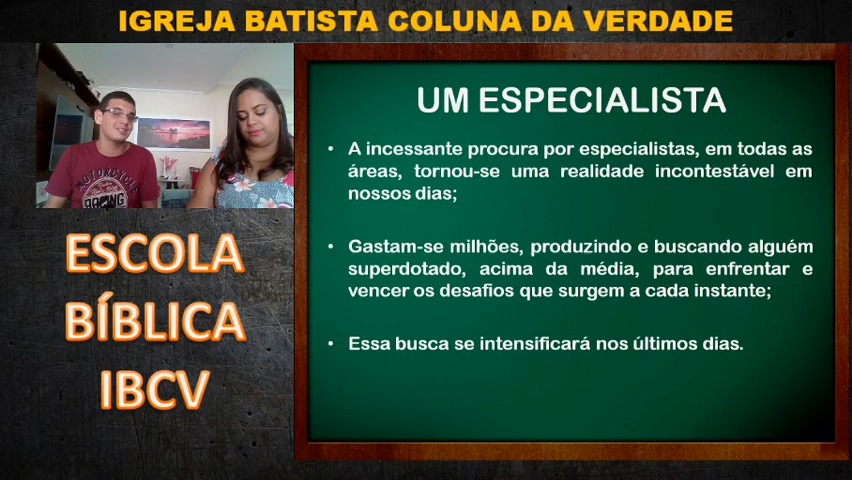 IGREJA BATISTA COLUNA DA VERDADE
UM ESPECIALISTA
• A incessante procura por especialistas, em todas as
áreas, tornou-se uma realidade incontestável em
nossos dias;
• Gastam-se milhões, produzindo e buscando alguém
superdotado, acima da média, para enfrentar e
vencer os desafios que surgem a cada instante;
• Essa busca se intensificará nos últimos dias.
ESCOLA
BÍBLICA
IBCV
MOTORCYCLE